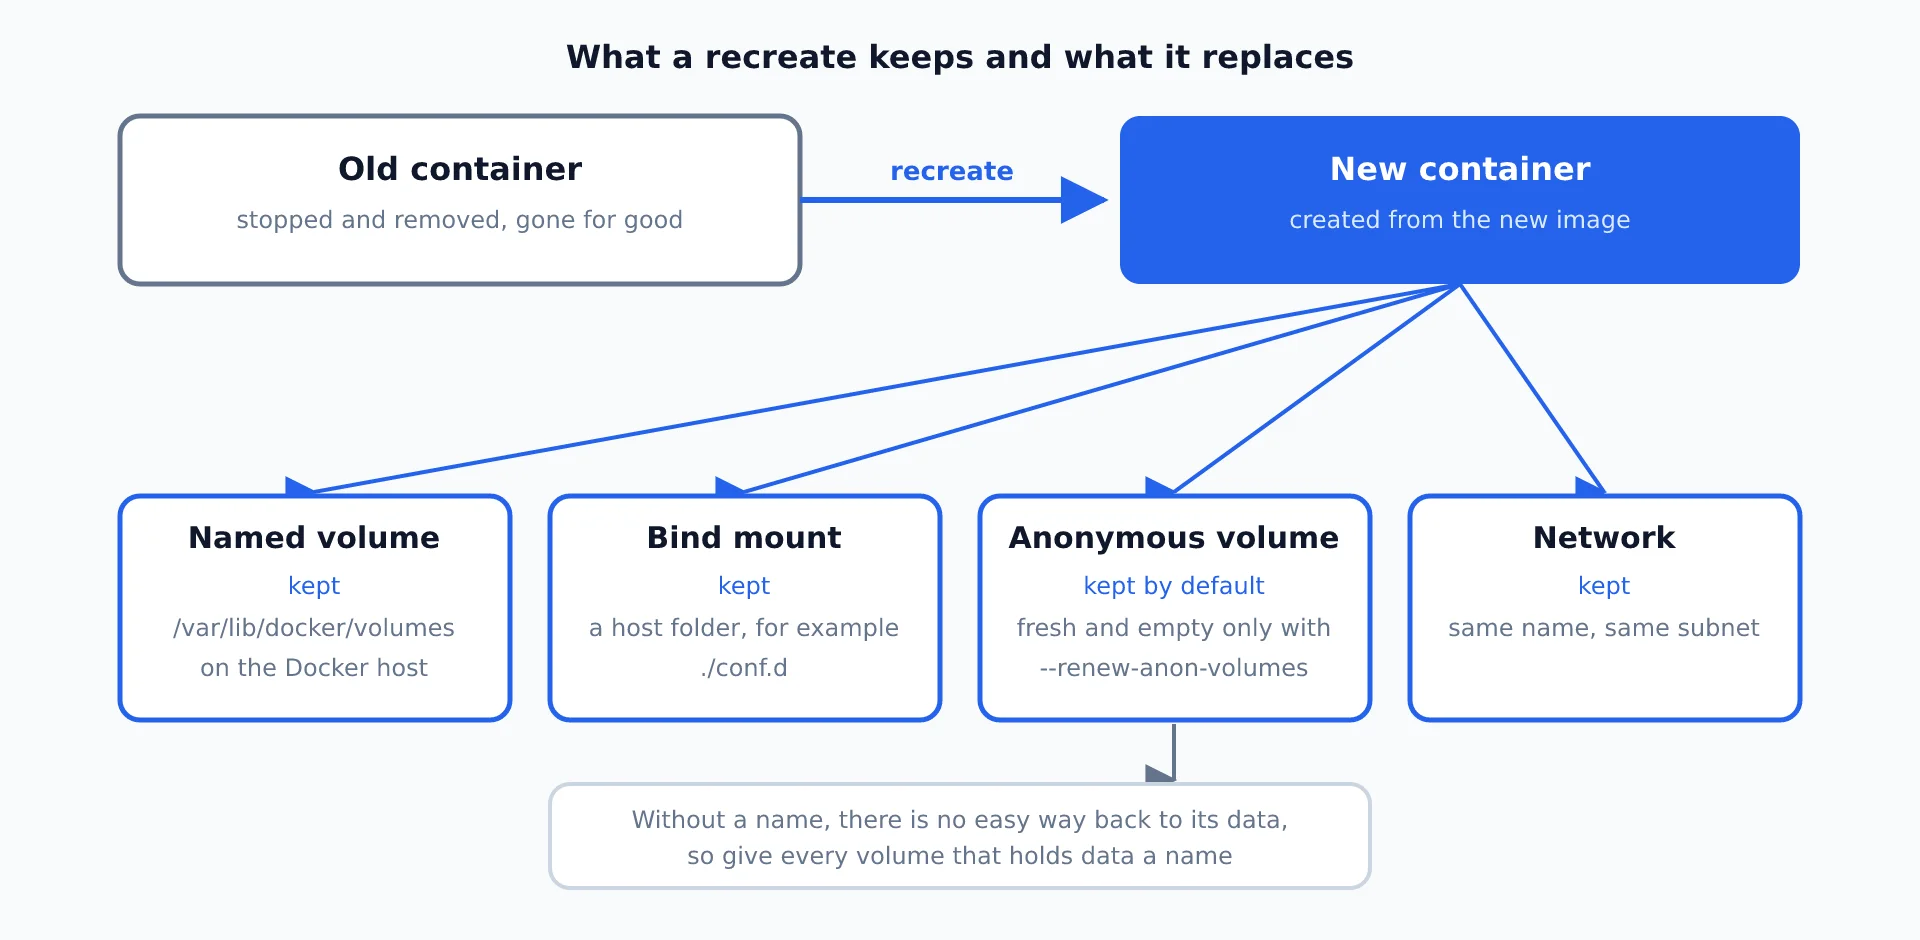 What a recreate keeps and what it replaces
Old container
stopped and removed, gone for good
recreate
New container
created from the new image
Named volume
kept
/var/lib/docker/volumes
on the Docker host
Bind mount
kept
a host folder, for example
./conf.d
Anonymous volume
kept by default
fresh and empty only with
--renew-anon-volumes
Network
kept
same name, same subnet
Without a name, there is no easy way back to its data,
so give every volume that holds data a name